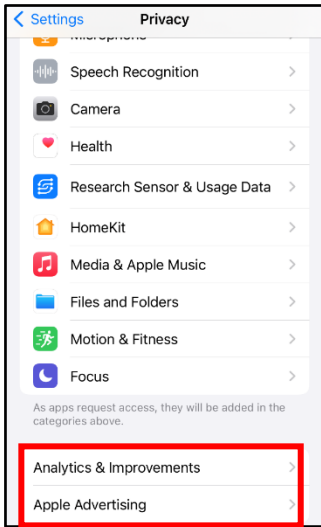 Settings
Privacy
Microphone
Speech Recognition
Camera
Health
Research Sensor & Usage Data
HomeKit
Media & Apple Music
Files and Folders
Motion & Fitness
Focus
As apps request access, they will be added in the
categories above.
Analytics & Improvements
Apple Advertising